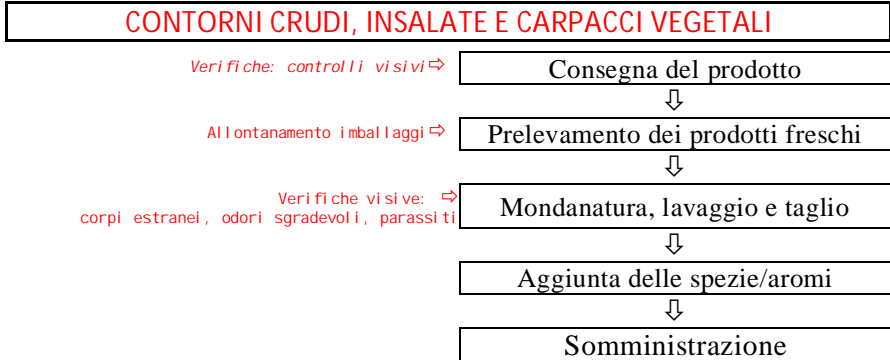 CONTORNI CRUDI, INSALATE E CARPACCI VEGETALI
Verifiche: controlli visivi⇨
Consegna del prodotto
⇩
Allontanamento imballaggi⇨
Prelevamento dei prodotti freschi
⇩
Verifiche visive: ⇨
corpi estranei, odori sgradevoli, parassiti
Mondanatura, lavaggio e taglio
⇩
Aggiunta delle spezie/aromi
⇩
Somministrazione